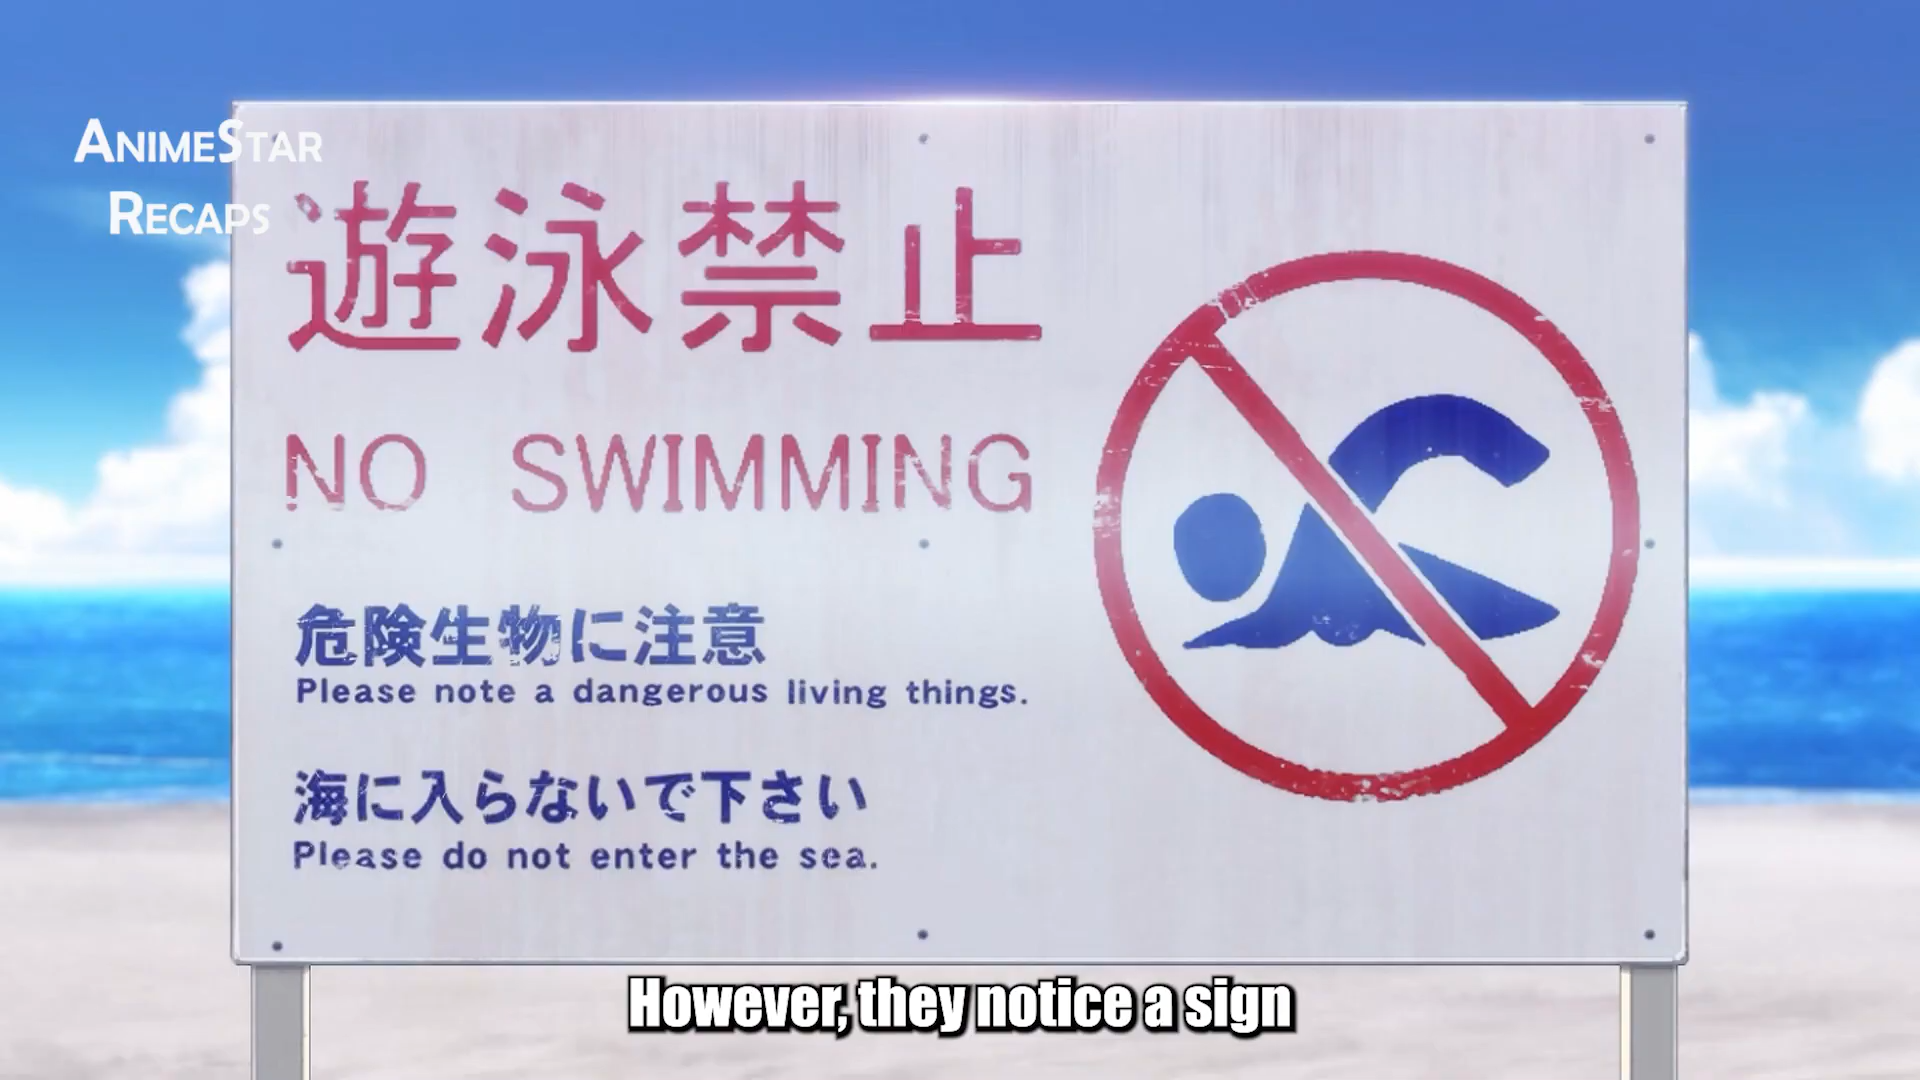 AnimeStar
Recaps
遊泳禁止
NO SWIMMING
危険生物に注意
Please note a dangerous living things.
海に入らないで下さい
Please do not enter the sea.
However, they notice a sign